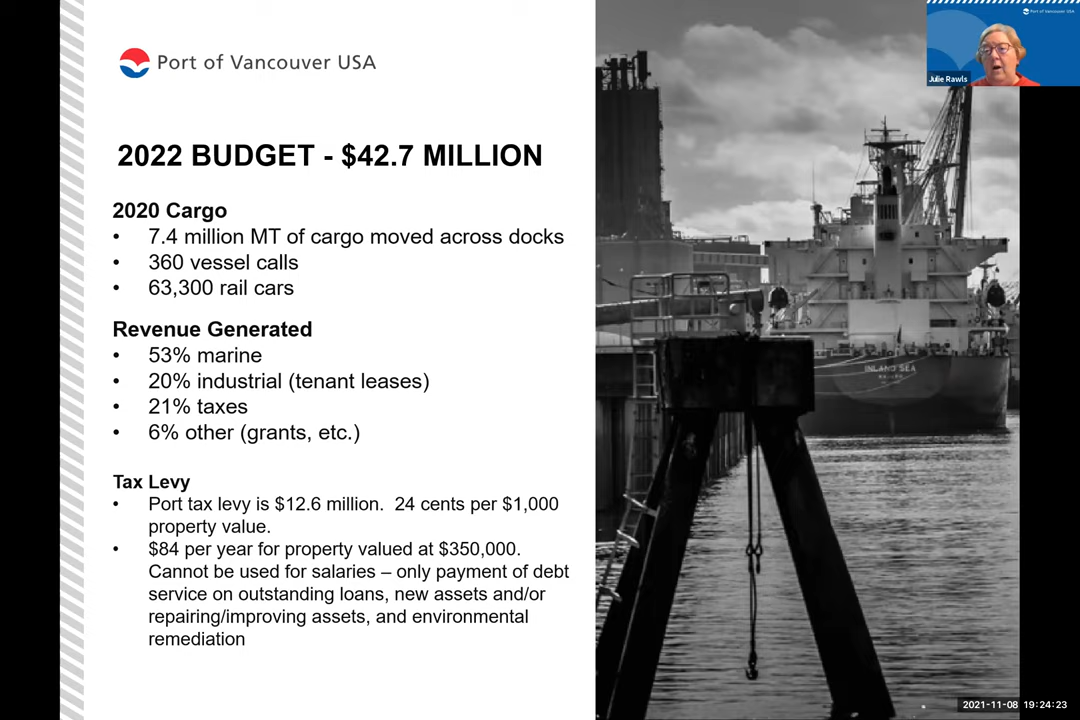 Port of Vancouver USA
2022 BUDGET - $42.7 MILLION
2020 Cargo
• 7.4 million MT of cargo moved across docks
• 360 vessel calls
• 63,300 rail cars
Revenue Generated
• 53% marine
• 20% industrial (tenant leases)
• 21% taxes
• 6% other (grants, etc.)
Tax Levy
• Port tax levy is $12.6 million.  24 cents per $1,000
property value.
• $84 per year for property valued at $350,000.
Cannot be used for salaries – only payment of debt
service on outstanding loans, new assets and/or
repairing/improving assets, and environmental
remediation
Port of Vancouver USA
Julie Rawls
INLAND SEA
2021-11-08 19:24:23